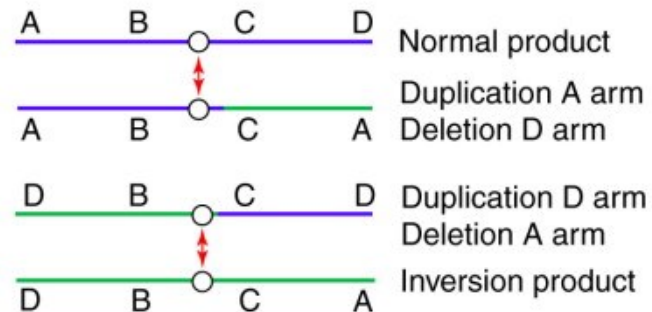 A B C D
Normal product
Duplication A arm
Deletion D arm
A B C A
D B C D
Duplication D arm
Deletion A arm
Inversion product
D B C A